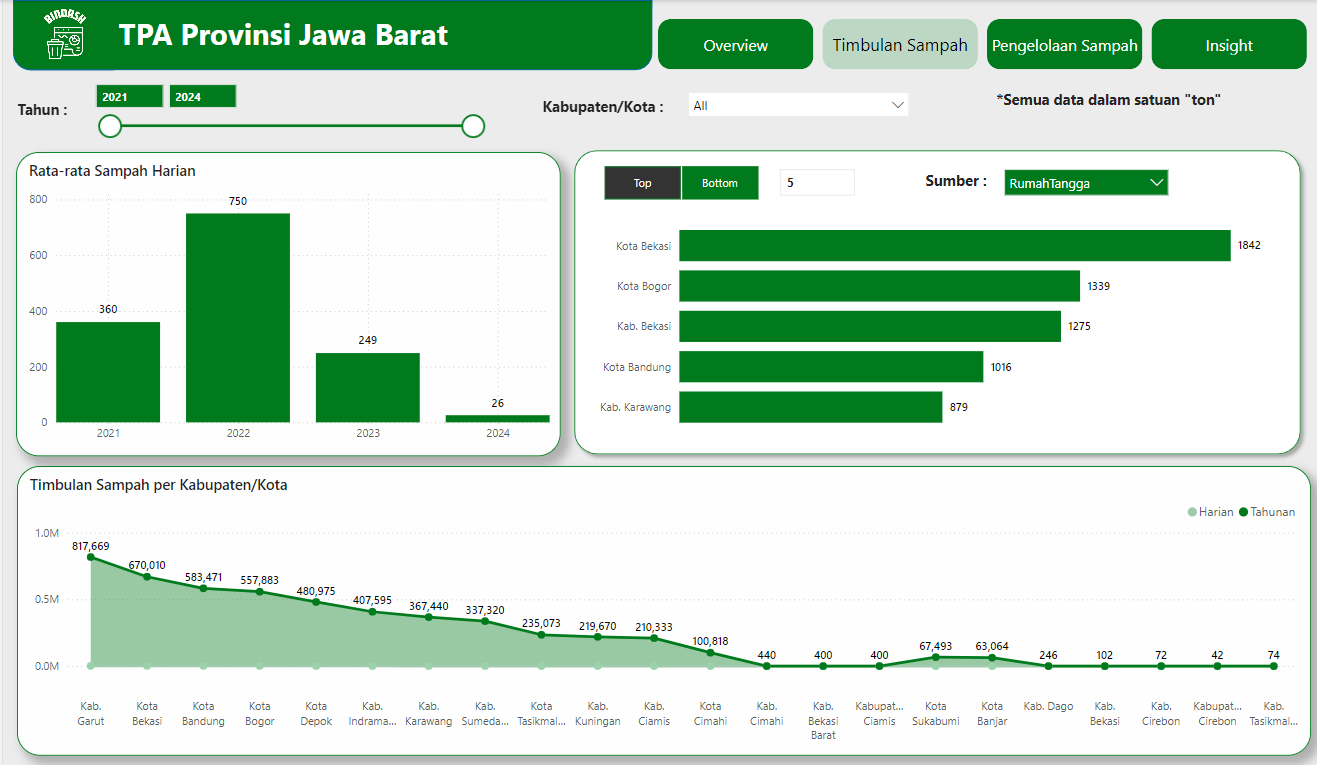 BINDASH
TPA Provinsi Jawa Barat
Overview
Timbulan Sampah
Pengelolaan Sampah
Insight
Tahun :
2021
2024
Kabupaten/Kota :
All
*Semua data dalam satuan "ton"
Rata-rata Sampah Harian
800
600
400
200
0
360
750
249
26
2021
2022
2023
2024
Top
Bottom
5
Sumber :
RumahTangga
Kota Bekasi
1842
Kota Bogor
1339
Kab. Bekasi
1275
Kota Bandung
1016
Kab. Karawang
879
Timbulan Sampah per Kabupaten/Kota
Harian
Tahunan
1.0M
0.5M
0.0M
817,669
670,010
583,471
557,883
480,975
407,595
367,440
337,320
235,073
219,670
210,333
100,818
440
400
400
67,493
63,064
246
102
72
42
74
Kab.
Garut
Kota
Bekasi
Kota
Bandung
Kota
Bogor
Kota
Depok
Kab.
Indrama...
Kab.
Karawang
Kab.
Sumeda...
Kota
Tasikmal...
Kab.
Kuningan
Kab.
Ciamis
Kota
Cimahi
Kab.
Cimahi
Kab.
Bekasi
Barat
Kabupat...
Ciamis
Kota
Sukabumi
Kota
Banjar
Kab. Dago
Kab.
Bekasi
Kab.
Cirebon
Kabupat...
Cirebon
Kab.
Tasikmal...